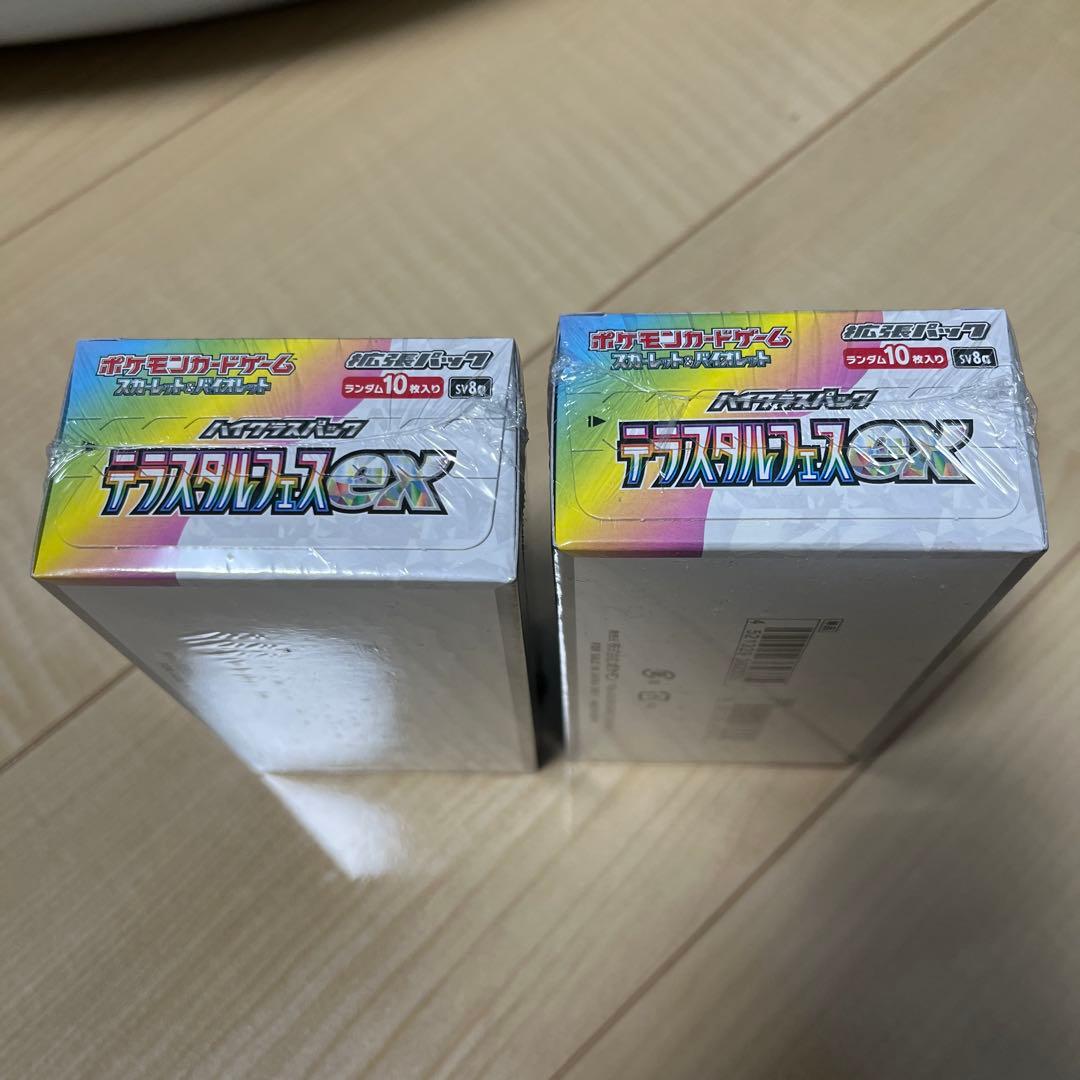 ポケモンカードゲーム
スカーレット&バイオレット
拡張パック
ランダム10枚入り
SV8a
ハイクラスパック
テラスタルフェスex
ポケモンカードゲーム
スカーレット&バイオレット
拡張パック
ランダム10枚入り
SV8a
ハイクラスパック
テラスタルフェスex